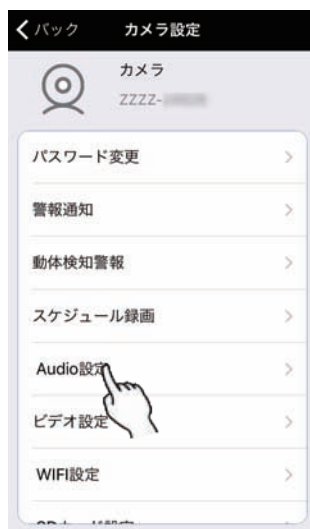 バック カメラ設定
カメラ
ZZZZ-
パスワード変更
警報通知
動体検知警報
スケジュール録画
Audio設定
ビデオ設定
WIFI設定